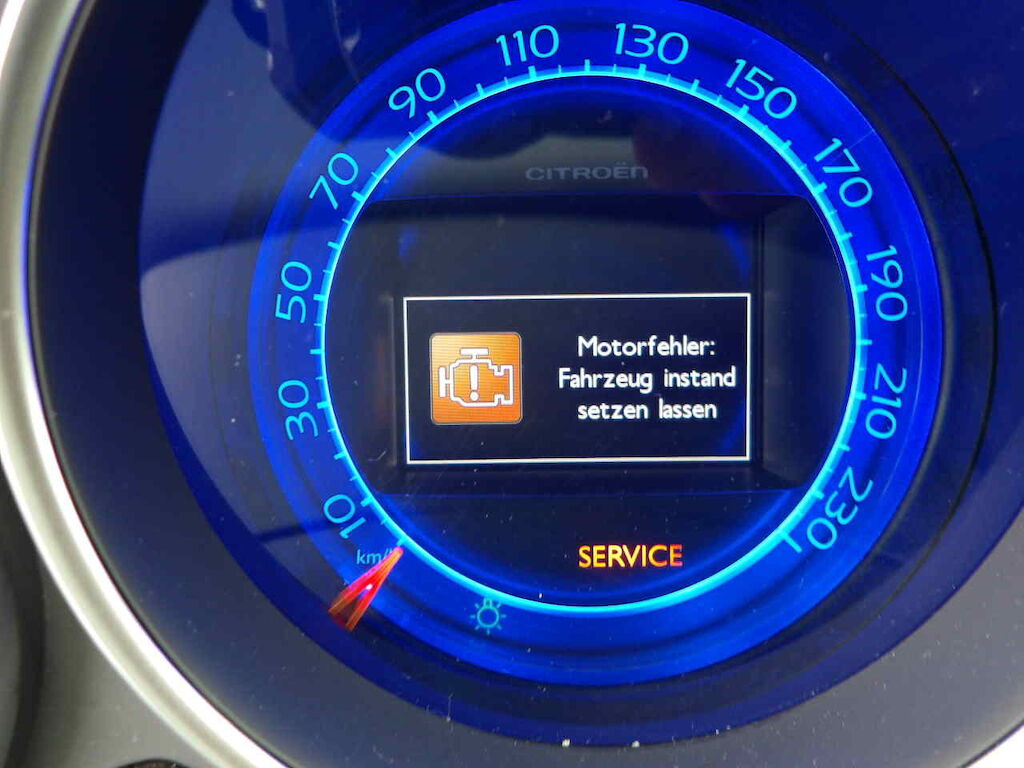 10
30
50
70
90
110
130
150
170
190
210
230
CITROËN
Motorfehler:
Fahrzeug instand
setzen lassen
SERVICE